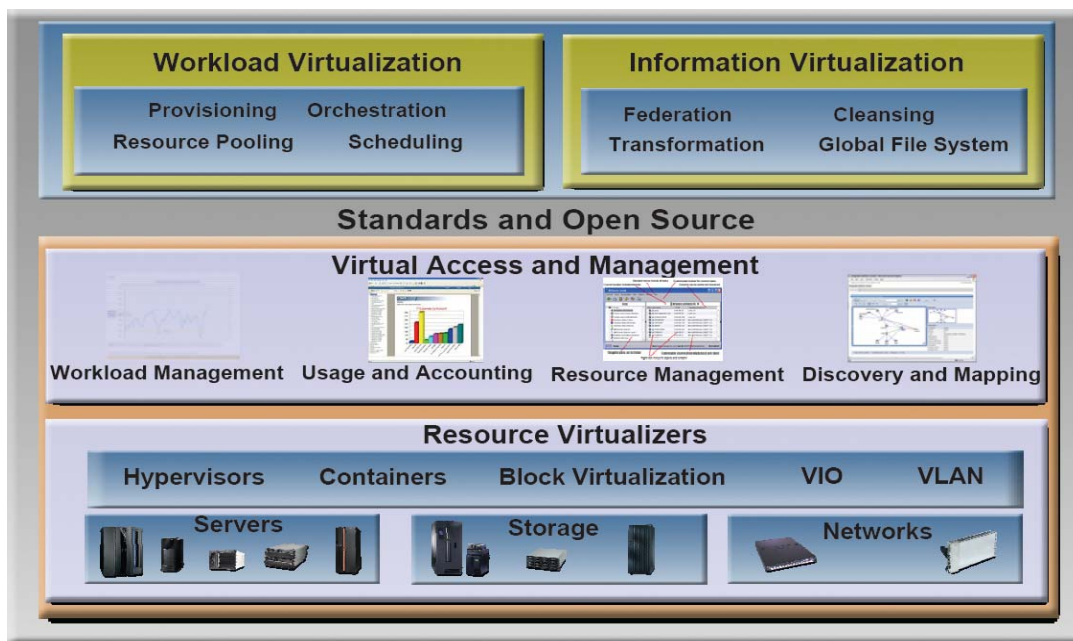 Workload Virtualization
Provisioning Orchestration
Resource Pooling Scheduling
Information Virtualization
Federation Cleansing
Transformation Global File System
Standards and Open Source
Virtual Access and Management
Workload Management Usage and Accounting Resource Management Discovery and Mapping
Resource Virtualizers
Hypervisors Containers Block Virtualization VIO VLAN
Servers Storage Networks